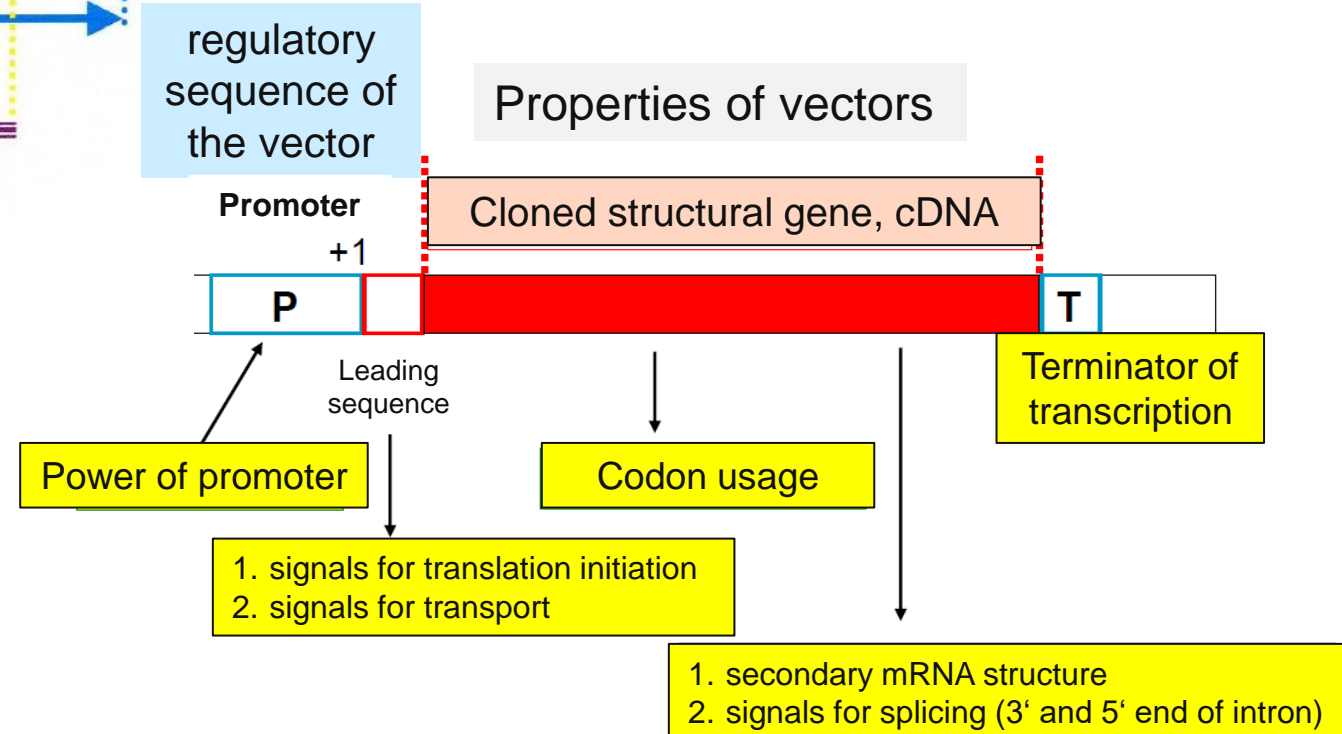 regulatory
sequence of
the vector
Properties of vectors
Promoter
Cloned structural gene, cDNA
+1
P
T
Leading
sequence
Terminator of
transcription
Power of promoter
Codon usage
1. signals for translation initiation
2. signals for transport
1. secondary mRNA structure
2. signals for splicing (3‘ and 5‘ end of intron)